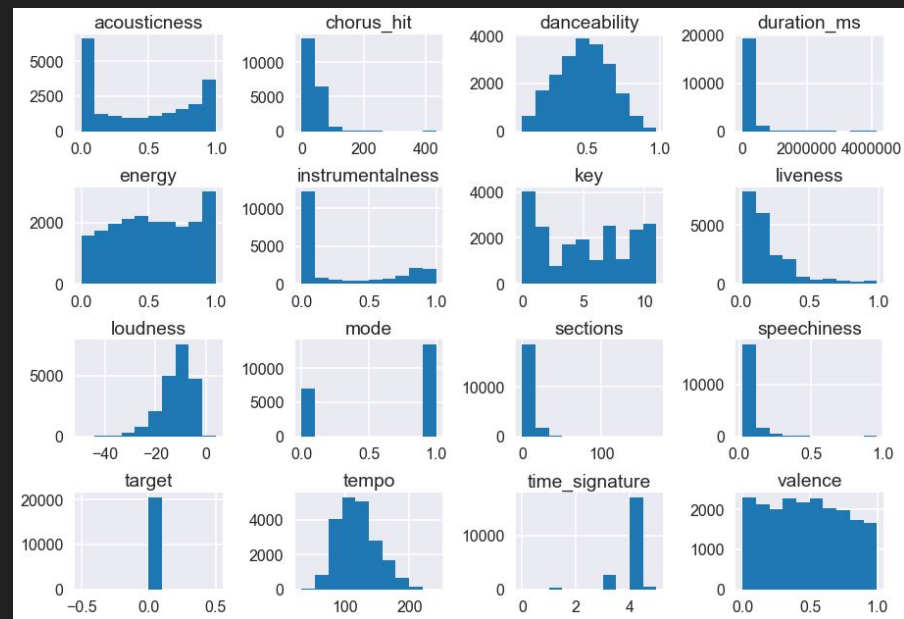 acousticness
5000
2500
0
0.0 0.5 1.0
chorus_hit
10000
5000
0
0 200 400
danceability
4000
2000
0
0.5 1.0
duration_ms
20000
10000
0
0 2000000 4000000
energy
2000
0
0.0 0.5 1.0
instrumentalness
10000
5000
0
0.0 0.5 1.0
key
4000
2000
0
0 5 10
liveness
5000
0
0.0 0.5 1.0
loudness
5000
0
−40 −20 0
mode
10000
5000
0
0.0 0.5 1.0
sections
10000
0
0 100
speechiness
10000
0
0.0 0.5 1.0
target
20000
10000
0
−0.5 0.0 0.5
tempo
4000
2000
0
100 200
time_signature
10000
0
0 2 4
valence
2000
1000
0
0.0 0.5 1.0